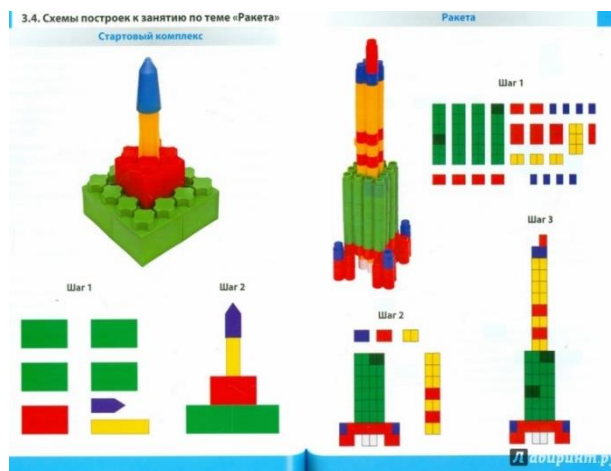 3.4. Схемы построек к занятию по теме «Ракета»
Стартовый комплекс
Шаг 1
Шаг 2
Ракета
Шаг 1
Шаг 2
Шаг 3
Лабиринт.ру